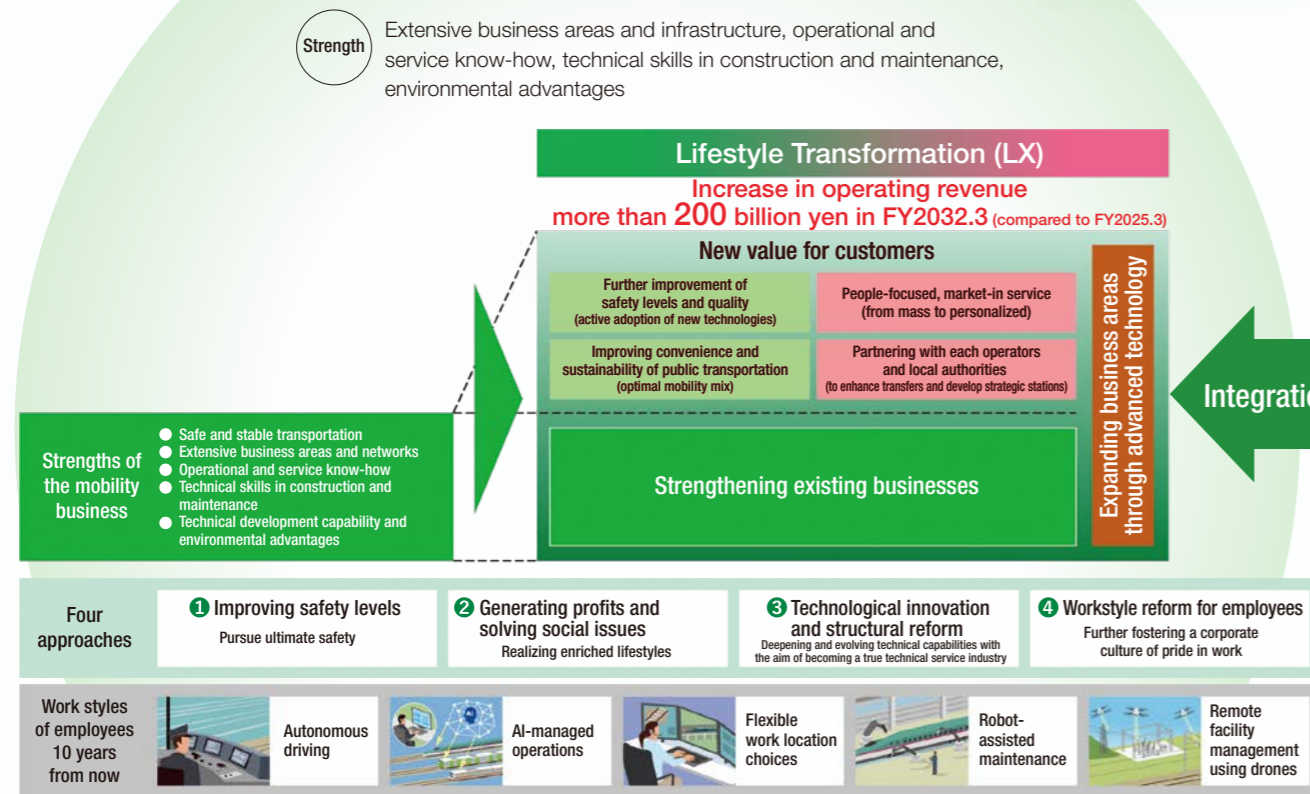 Strength
Extensive business areas and infrastructure, operational and
service know-how, technical skills in construction and maintenance,
environmental advantages
Lifestyle Transformation (LX)
Increase in operating revenue
more than 200 billion yen in FY2032.3 (compared to FY2025.3)
New value for customers
Further improvement of
safety levels and quality
(active adoption of new technologies)
People-focused, market-in service
(from mass to personalized)
Improving convenience and
sustainability of public transportation
(optimal mobility mix)
Partnering with each operators
and local authorities
(to enhance transfers and develop strategic stations)
Strengthening existing businesses
Expanding business areas
through advanced technology
Strengths of
the mobility
business
● Safe and stable transportation
● Extensive business areas and networks
● Operational and service know-how
● Technical skills in construction and
maintenance
● Technical development capability and
environmental advantages
Four
approaches
❶ Improving safety levels
Pursue ultimate safety
❷ Generating profits and
solving social issues
Realizing enriched lifestyles
❸ Technological innovation
and structural reform
Deepening and evolving technical capabilities with
the aim of becoming a true technical service industry
❹ Workstyle reform for employees
Further fostering a corporate
culture of pride in work
Work styles
of employees
10 years
from now
Autonomous
driving
AI
AI-managed
operations
Flexible
work location
choices
Robot-
assisted
maintenance
Remote
facility
management
using drones